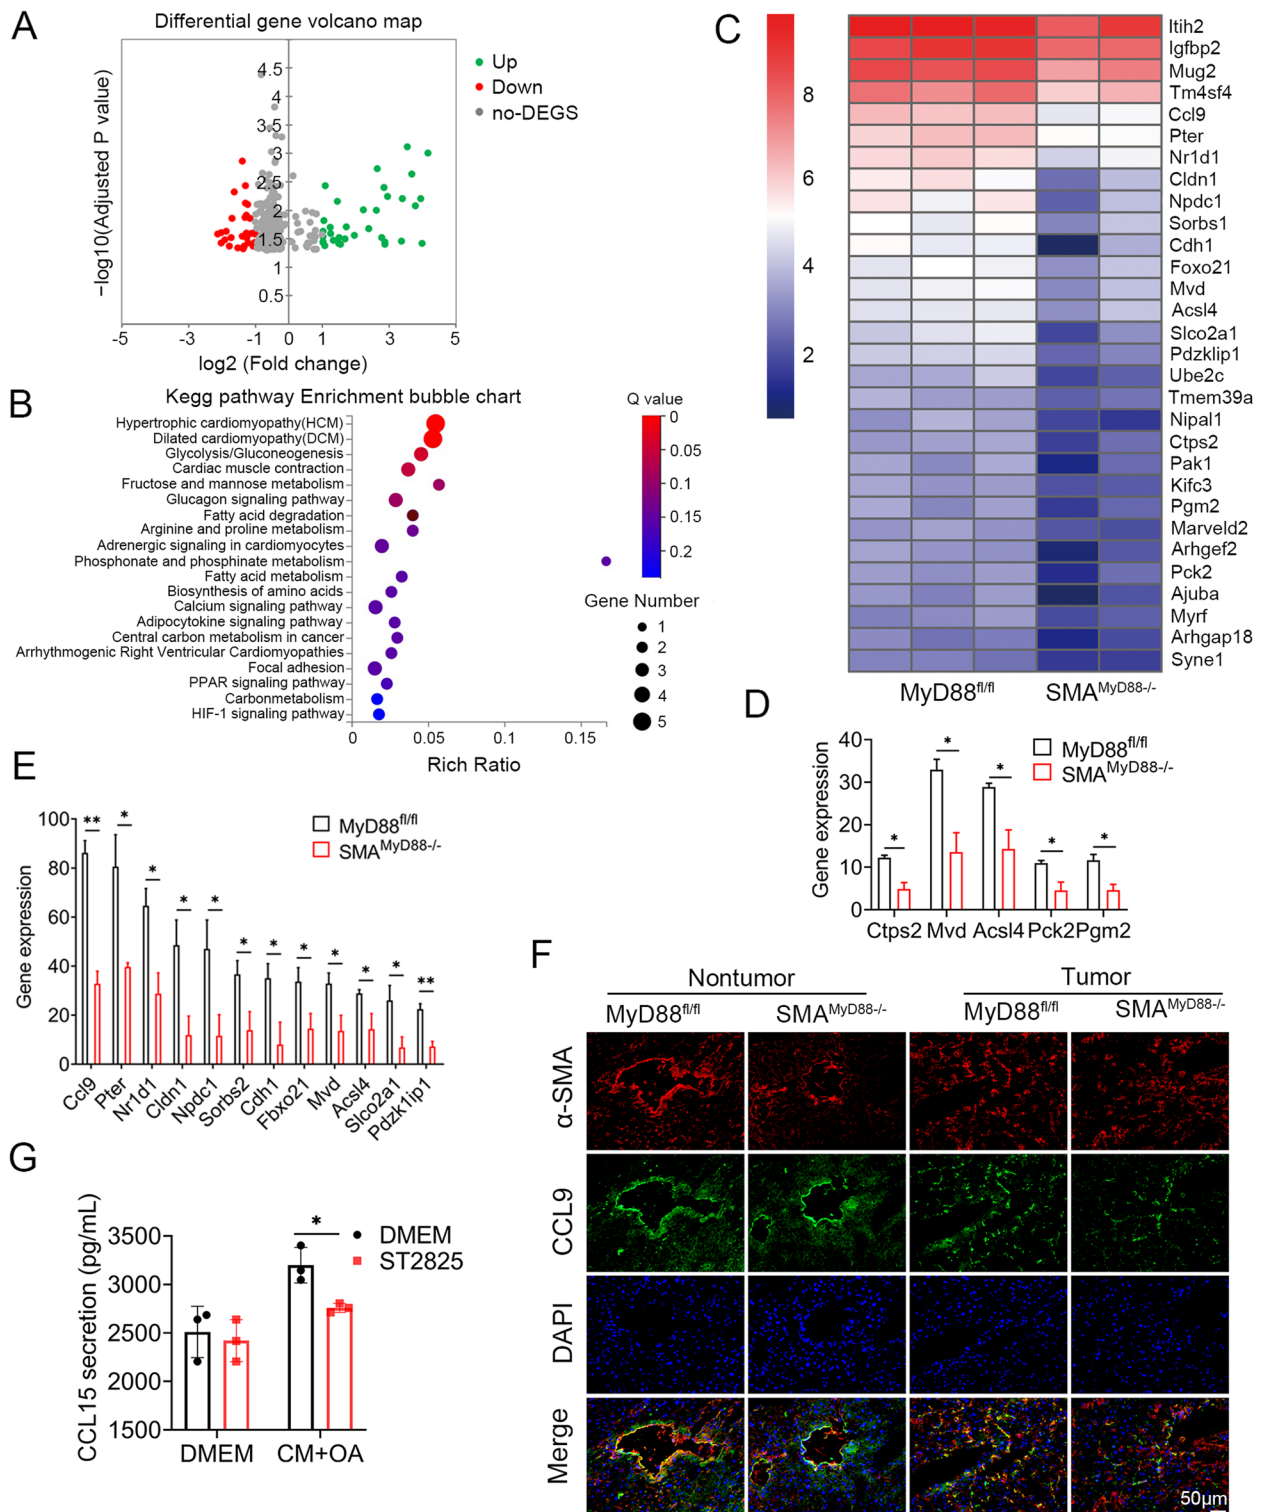 A
Differential gene volcano map
−log10(Adjusted P value)
4.5
4
3.5
3
2.5
2
1.5
1
0.5
-5
-3
-1
0
1
3
5
log2 (Fold change)
Up
Down
no-DEGS
B
Kegg pathway Enrichment bubble chart
Hypertrophic cardiomyopathy(HCM)
Dilated cardiomyopathy(DCM)
Glycolysis/Gluconeogenesis
Cardiac muscle contraction
Fructose and mannose metabolism
Glucagon signaling pathway
Fatty acid degradation
Arginine and proline metabolism
Adrenergic signaling in cardiomyocytes
Phosphonate and phosphinate metabolism
Fatty acid metabolism
Biosynthesis of amino acids
Calcium signaling pathway
Adipocytokine signaling pathway
Central carbon metabolism in cancer
Arrhythmogenic Right Ventricular Cardiomyopathies
Focal adhesion
PPAR signaling pathway
Carbonmetabolism
HIF-1 signaling pathway
0
0.05
0.1
0.15
Rich Ratio
Q value
0
0.05
0.1
0.15
0.2
Gene Number
1
2
3
4
5
C
8
6
4
2
Itih2
Igfbp2
Mug2
Tm4sf4
Ccl9
Pter
Nr1d1
Cldn1
Npdc1
Sorbs1
Cdh1
Foxo21
Mvd
Acsl4
Slco2a1
Pdzklip1
Ube2c
Tmem39a
Nipal1
Ctps2
Pak1
Kifc3
Pgm2
Marveld2
Arhgef2
Pck2
Ajuba
Myrf
Arhgap18
Syne1
MyD88fl/fl
SMAMyD88-/-
D
Gene expression
40
30
20
10
0
* * * * *
MyD88fl/fl
SMAMyD88-/-
Ctps2 Mvd Acsl4 Pck2Pgm2
E
Gene expression
100
80
60
40
20
0
** * * * * * * * * * * **
MyD88fl/fl
SMAMyD88-/-
Ccl9
Pter
Nr1d1
Cldn1
Npdc1
Sorbs2
Cdh1
Fbxo21
Mvd
Acsl4
Slco2a1
Pdzk1ip1
F
Nontumor Tumor
MyD88fl/fl SMAMyD88-/- MyD88fl/fl SMAMyD88-/-
α-SMA
CCL9
DAPI
Merge
50μm
G
CCL15 secretion (pg/mL)
3500
3000
2500
2000
1500
*
DMEM
ST2825
DMEM CM+OA